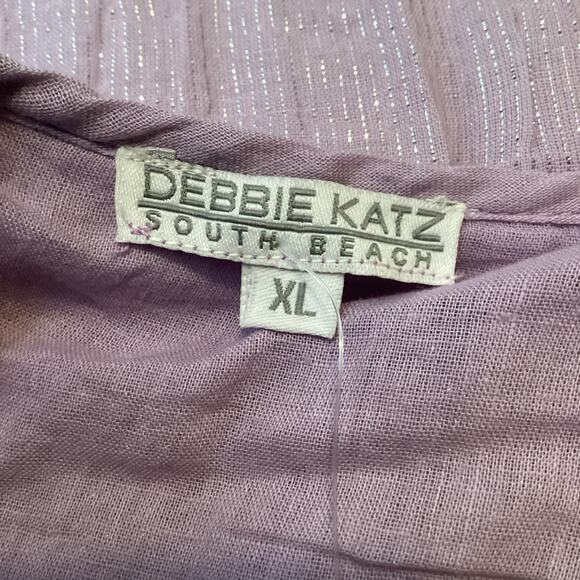 DEBBIE KATZ
SOUTH BEACH
XL